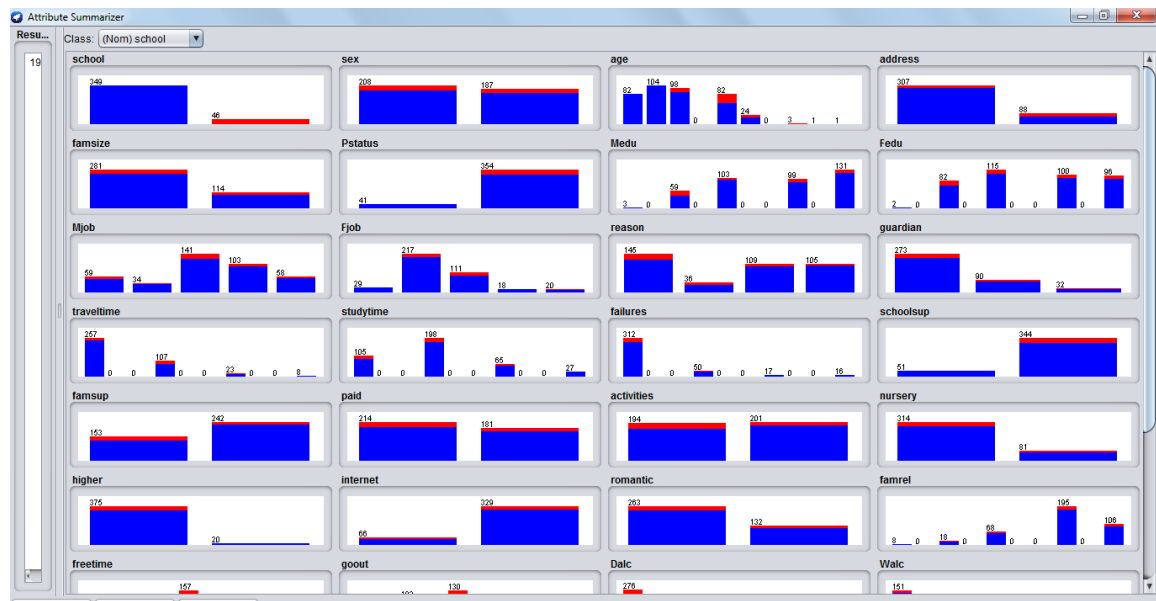 Attribute Summarizer
Resu...
Class: (Nom) school
19
school sex age address
349 46
208 187
82 104 98 0 82 24 0 3 1 1
307 88
famsize Pstatus Medu Fedu
281 114
41 354
3 0 59 0 103 0 0 99 0 131
2 0 82 0 115 0 0 100 0 96
Mjob Fjob reason guardian
59 34 141 103 58
29 217 111 18 20
145 36 109 105
273 90 32
traveltime studytime failures schoolsup
257 0 0 107 0 0 23 0 0 8
105 0 0 198 0 0 65 0 0 27
312 0 0 50 0 0 17 0 0 16
51 344
famsup paid activities nursery
153 242
214 181
194 201
314 81
higher internet romantic famrel
375 20
66 329
263 132
8 0 18 0 68 0 0 195 0 106
freetime goout Dalc Walc
157
130
276
151